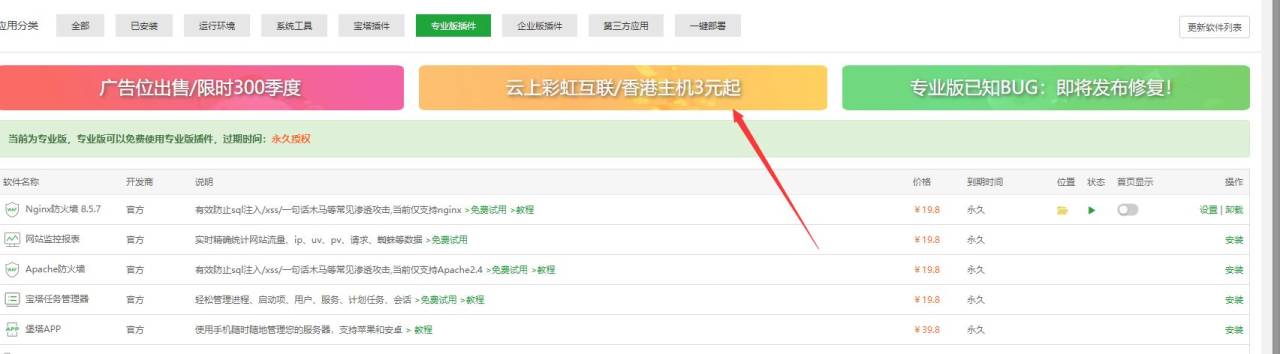 应用分类 全部 已安装 运行环境 系统工具 宝塔插件 专业版插件 企业版插件 第三方应用 一键部署 更新软件列表
广告位出售/限时300季度 云上彩虹互联/香港主机3元起 专业版已知BUG：即将发布修复！
当前为专业版，专业版可以免费使用专业版插件，过期时间：永久授权
软件名称 开发商 说明 价格 到期时间 位置 状态 首页显示 操作
Nginx防火墙 8.5.7 官方 有效防止sql注入/xss/一句话木马等常见渗透攻击,当前仅支持nginx >免费试用 >教程 ￥19.8 永久 设置 | 卸载
网站监控报表 官方 实时精确统计网站流量、ip、uv、pv、请求、蜘蛛等数据 >免费试用 ￥19.8 永久 安装
Apache防火墙 官方 有效防止sql注入/xss/一句话木马等常见渗透攻击,当前仅支持Apache2.4 >免费试用 >教程 ￥19.8 永久 安装
宝塔任务管理器 官方 轻松管理进程、启动项、用户、服务、计划任务、会话 >免费试用 >教程 ￥19.8 永久 安装
APP 堡塔APP 官方 使用手机随时随地管理您的服务器，支持苹果和安卓 > 教程 ￥39.8 永久 安装